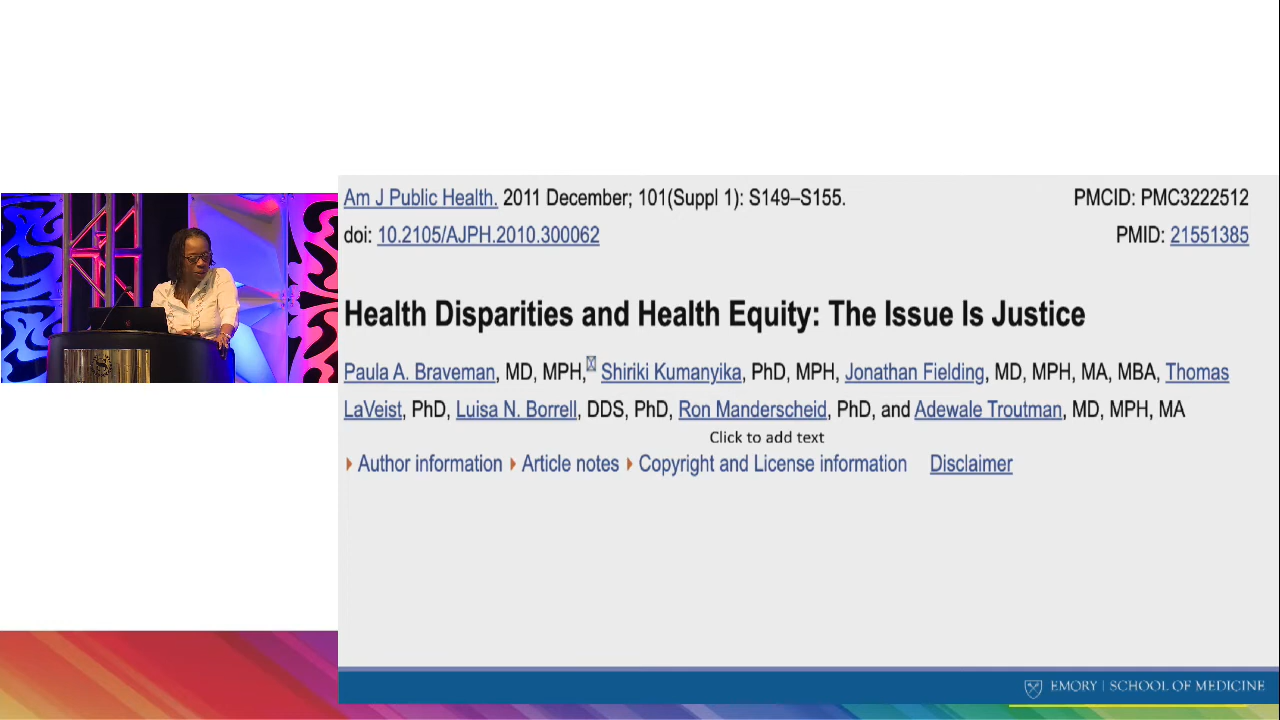 Am J Public Health. 2011 December; 101(Suppl 1): S149–S155.
PMCID: PMC3222512
doi: 10.2105/AJPH.2010.300062
PMID: 21551385
Health Disparities and Health Equity: The Issue Is Justice
Paula A. Braveman, MD, MPH, Shiriki Kumanyika, PhD, MPH, Jonathan Fielding, MD, MPH, MA, MBA, Thomas
LaVeist, PhD, Luisa N. Borrell, DDS, PhD, Ron Manderscheid, PhD, and Adewale Troutman, MD, MPH, MA
Click to add text
Author information Article notes Copyright and License information Disclaimer
EMORY | SCHOOL OF MEDICINE